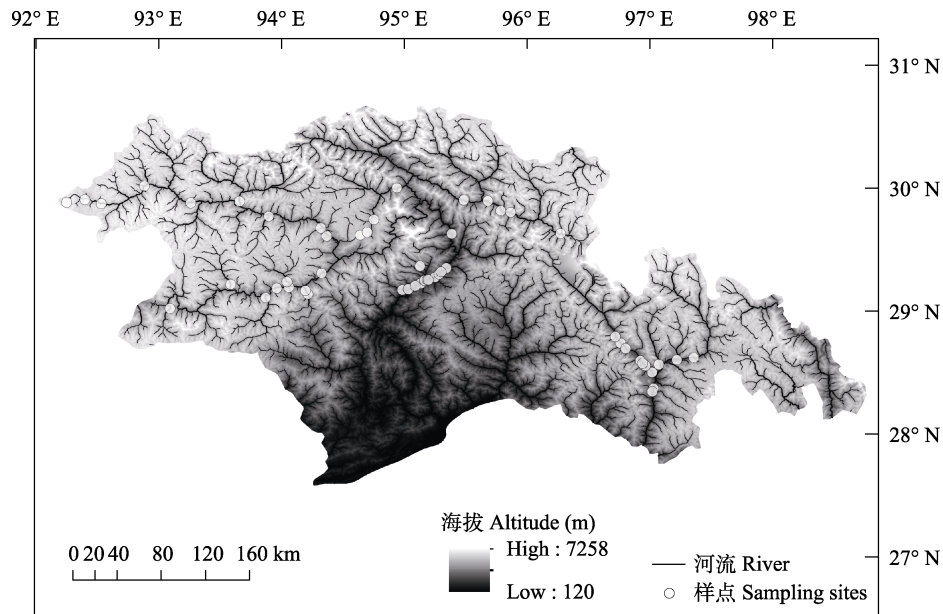 92° E 93° E 94° E 95° E 96° E 97° E 98° E
31° N
30° N
29° N
28° N
27° N
海拔 Altitude (m)
High : 7258
Low : 120
0 20 40 80 120 160 km
河流 River
样点 Sampling sites